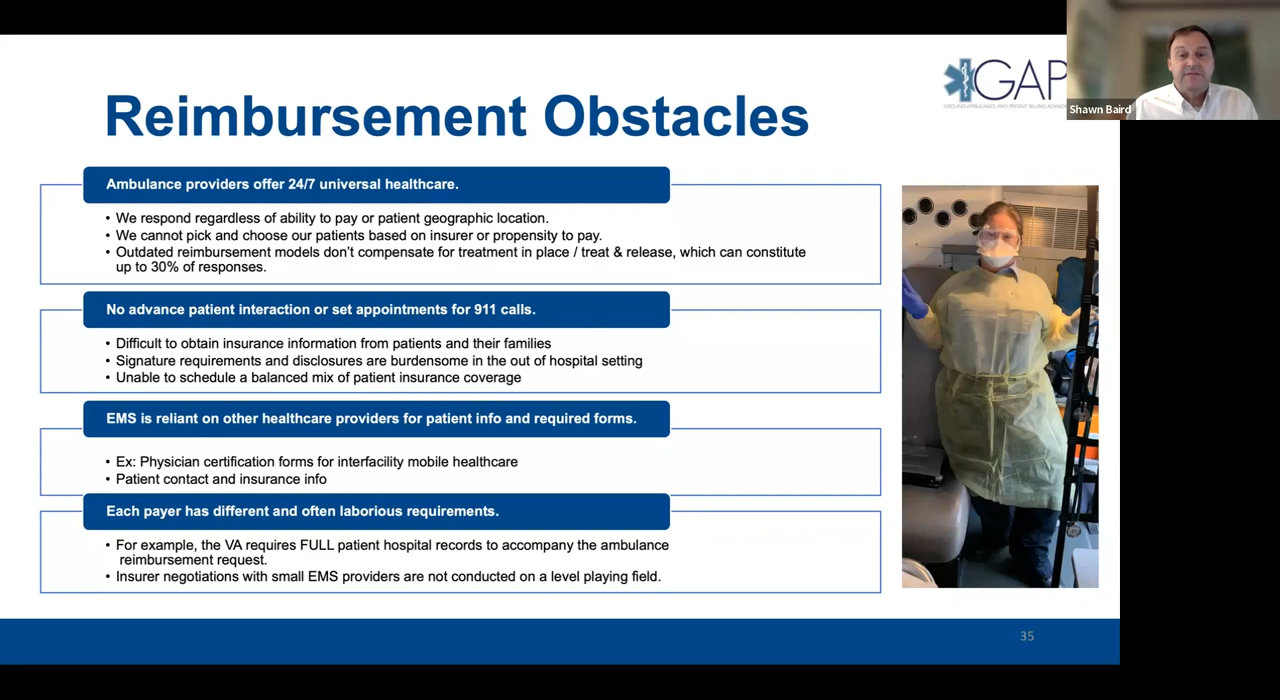 GAP
GROUND AMBULANCE AND PATIENT BILLING
Shawn Baird
Reimbursement Obstacles
Ambulance providers offer 24/7 universal healthcare.
• We respond regardless of ability to pay or patient geographic location.
• We cannot pick and choose our patients based on insurer or propensity to pay.
• Outdated reimbursement models don't compensate for treatment in place / treat & release, which can constitute
up to 30% of responses.
No advance patient interaction or set appointments for 911 calls.
• Difficult to obtain insurance information from patients and their families
• Signature requirements and disclosures are burdensome in the out of hospital setting
• Unable to schedule a balanced mix of patient insurance coverage
EMS is reliant on other healthcare providers for patient info and required forms.
• Ex: Physician certification forms for interfacility mobile healthcare
• Patient contact and insurance info
Each payer has different and often laborious requirements.
• For example, the VA requires FULL patient hospital records to accompany the ambulance
reimbursement request.
• Insurer negotiations with small EMS providers are not conducted on a level playing field.
35